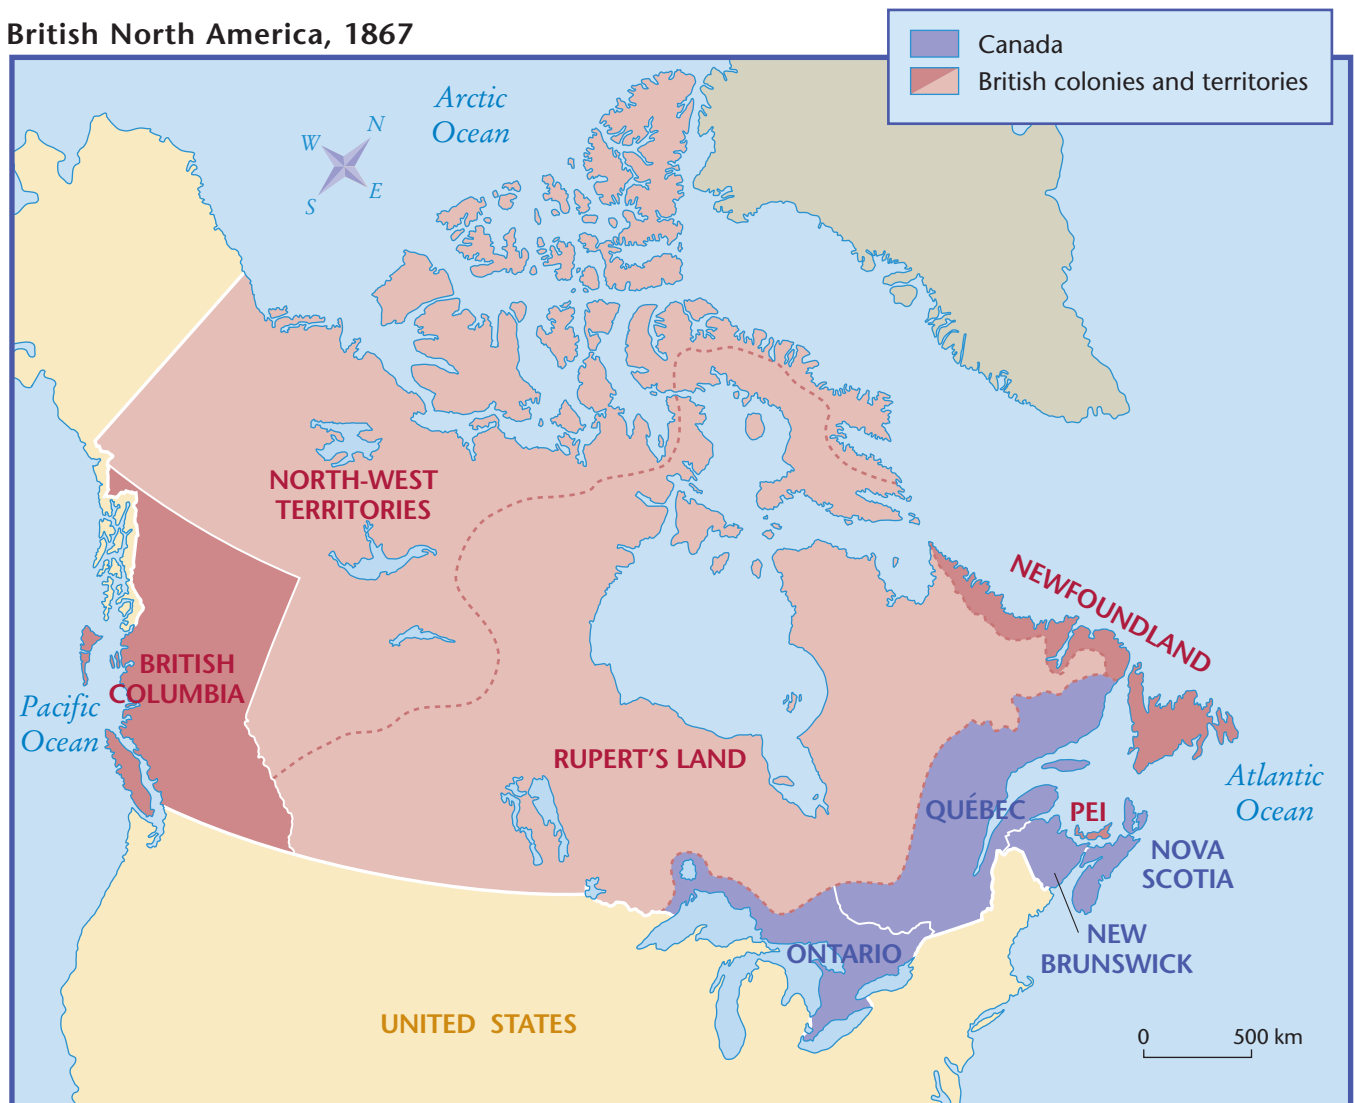 British North America, 1867
Canada
British colonies and territories
Arctic
Ocean
N
W
E
S
NORTH-WEST
TERRITORIES
NEWFOUNDLAND
BRITISH
COLUMBIA
Pacific
Ocean
RUPERT’S LAND
Atlantic
Ocean
QUÉBEC
PEI
NOVA
SCOTIA
NEW
BRUNSWICK
ONTARIO
UNITED STATES
0 500 km